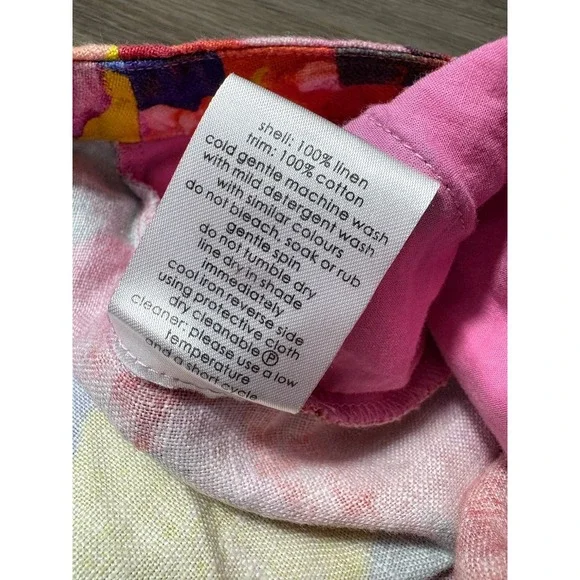 shell: 100% linen
trim: 100% cotton
cold gentle machine wash
with mild detergent wash
with similar colours
do not bleach, soak or rub
gentle spin
do not tumble dry
line dry in shade
immediately
cool iron reverse side
using protective cloth
dry cleanable Ⓟ
cleaner: please use a low
temperature
and a short cycle